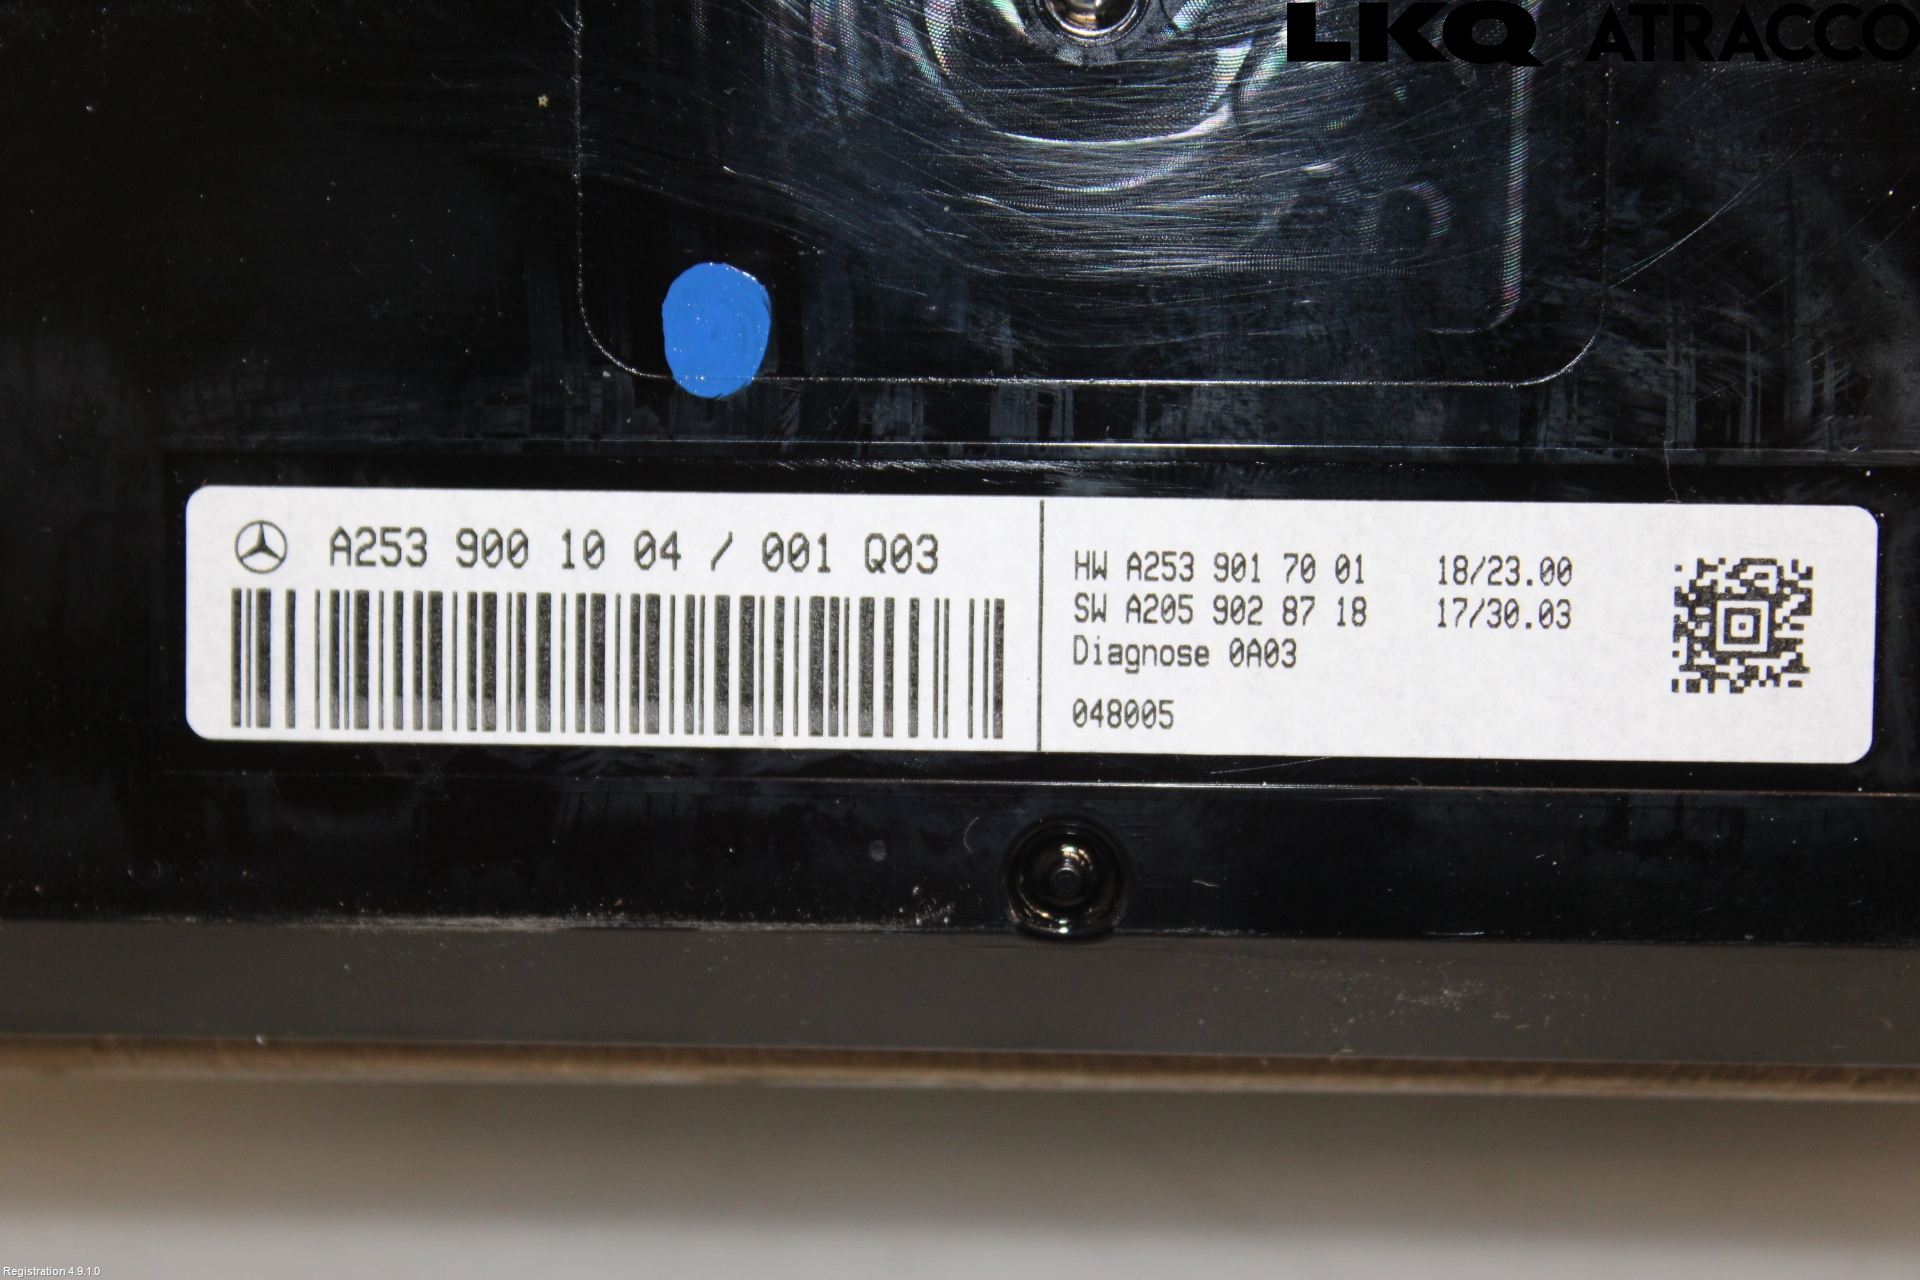 LKQ ATRACCO
A253 900 10 04 / 001 Q03
HW A253 901 70 01 18/23.00
SW A205 902 87 18 17/30.03
Diagnose 0A03
048005
Registration 4.9.1.0